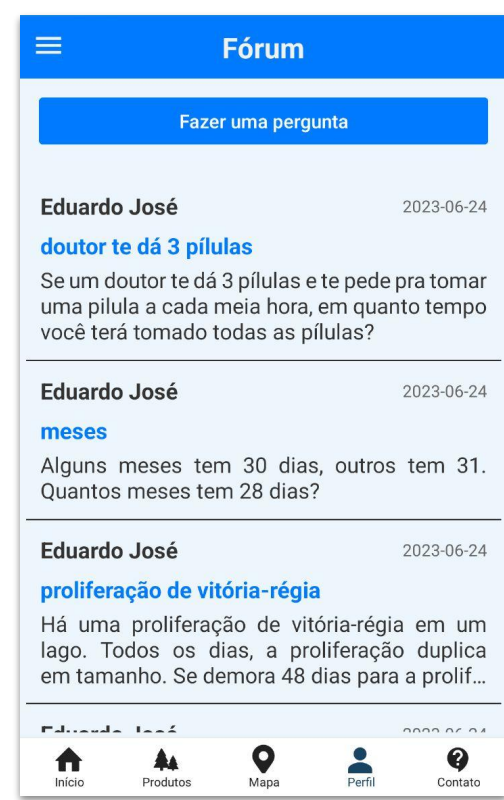 Fórum
Fazer uma pergunta
Eduardo José 2023-06-24
doutor te dá 3 pílulas
Se um doutor te dá 3 pílulas e te pede pra tomar
uma pilula a cada meia hora, em quanto tempo
você terá tomado todas as pílulas?
Eduardo José 2023-06-24
meses
Alguns meses tem 30 dias, outros tem 31.
Quantos meses tem 28 dias?
Eduardo José 2023-06-24
proliferação de vitória-régia
Há uma proliferação de vitória-régia em um
lago. Todos os dias, a proliferação duplica
em tamanho. Se demora 48 dias para a prolif...
Início Produtos Mapa Perfil Contato